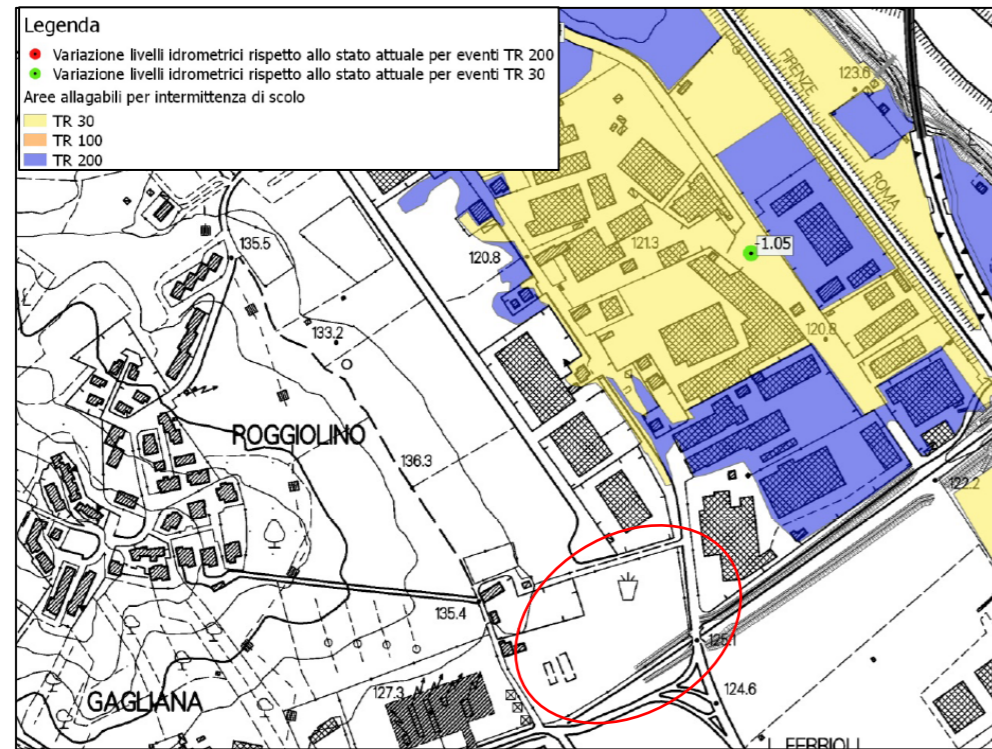 Legenda
Variazione livelli idrometrici rispetto allo stato attuale per eventi TR 200
Variazione livelli idrometrici rispetto allo stato attuale per eventi TR 30
Aree allagabili per intermittenza di scolo
TR 30
TR 100
TR 200
FIRENZE
123.6
ROMA
135.5
120.8
121.3
-1.05
133.2
120.8
ROGGIOLINO
136.3
122.2
135.4
125.1
127.3
124.6
GAGLIANA
FERRIOLI